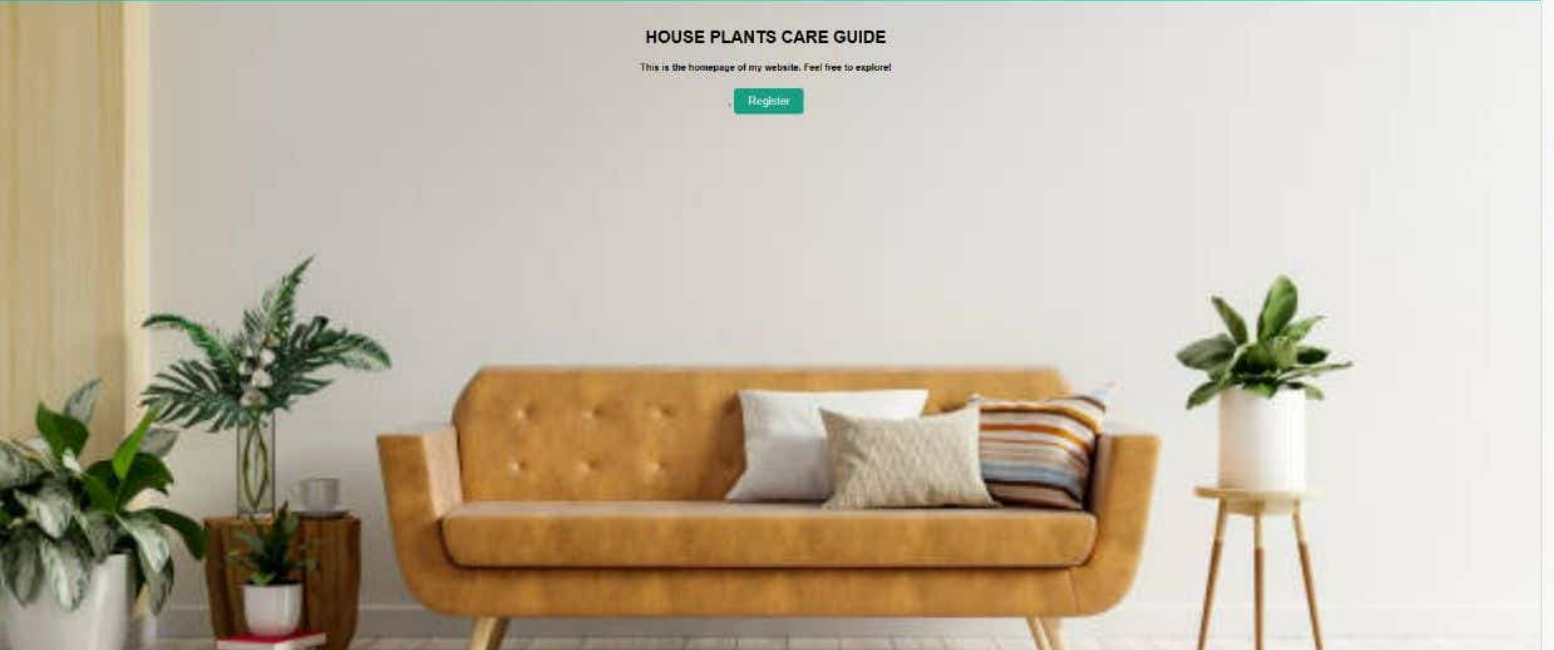 HOUSE PLANTS CARE GUIDE
This is the homepage of my website. Feel free to explore!
Register